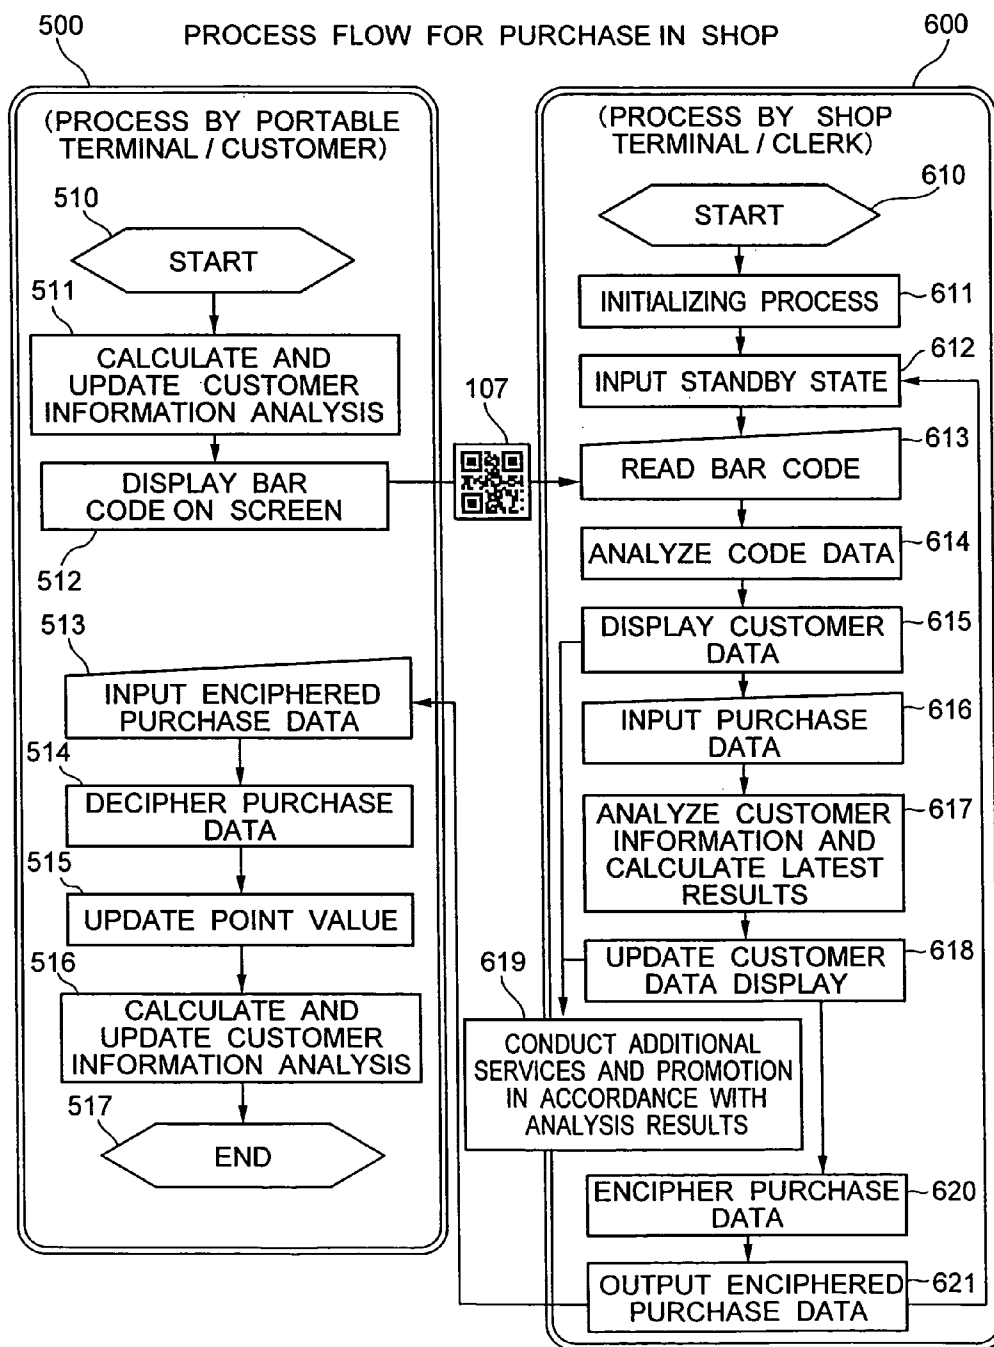 500
PROCESS FLOW FOR PURCHASE IN SHOP
600
(PROCESS BY PORTABLE
TERMINAL / CUSTOMER)
510
START
511
CALCULATE AND
UPDATE CUSTOMER
INFORMATION ANALYSIS
DISPLAY BAR
CODE ON SCREEN
512
107
513
INPUT ENCIPHERED
PURCHASE DATA
514
DECIPHER PURCHASE
DATA
515
UPDATE POINT VALUE
516
CALCULATE AND
UPDATE CUSTOMER
INFORMATION ANALYSIS
517
END
(PROCESS BY SHOP
TERMINAL / CLERK)
610
START
INITIALIZING PROCESS
611
612
INPUT STANDBY STATE
613
READ BAR CODE
ANALYZE CODE DATA
614
DISPLAY CUSTOMER
DATA
615
INPUT PURCHASE
DATA
616
ANALYZE CUSTOMER
INFORMATION AND
CALCULATE LATEST
RESULTS
617
UPDATE CUSTOMER
DATA DISPLAY
618
619
CONDUCT ADDITIONAL
SERVICES AND PROMOTION
IN ACCORDANCE WITH
ANALYSIS RESULTS
ENCIPHER PURCHASE
DATA
620
OUTPUT ENCIPHERED
PURCHASE DATA
621